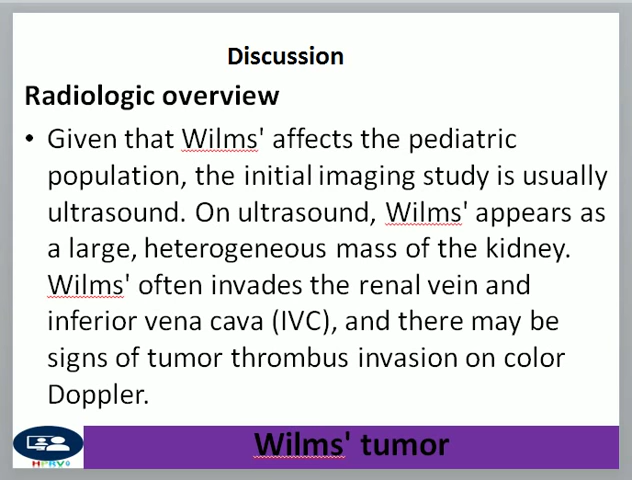 Discussion
Radiologic overview
• Given that Wilms' affects the pediatric
population, the initial imaging study is usually
ultrasound. On ultrasound, Wilms' appears as
a large, heterogeneous mass of the kidney.
Wilms' often invades the renal vein and
inferior vena cava (IVC), and there may be
signs of tumor thrombus invasion on color
Doppler.
Wilms' tumor